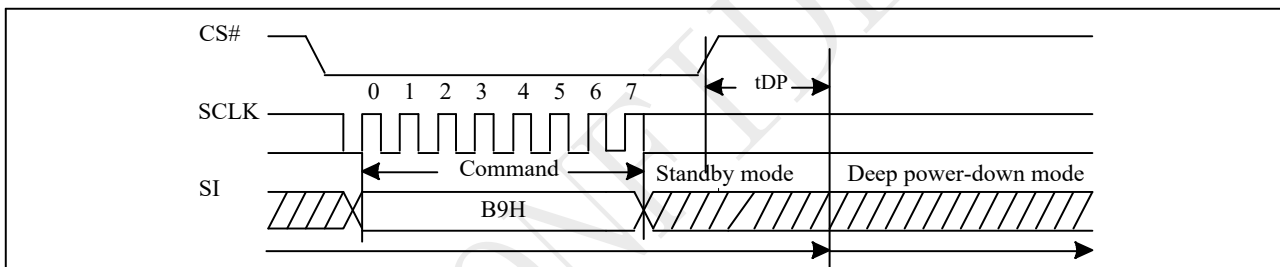 CS#
0 1 2 3 4 5 6 7
tDP
SCLK
Command
Standby mode
Deep power-down mode
SI
B9H